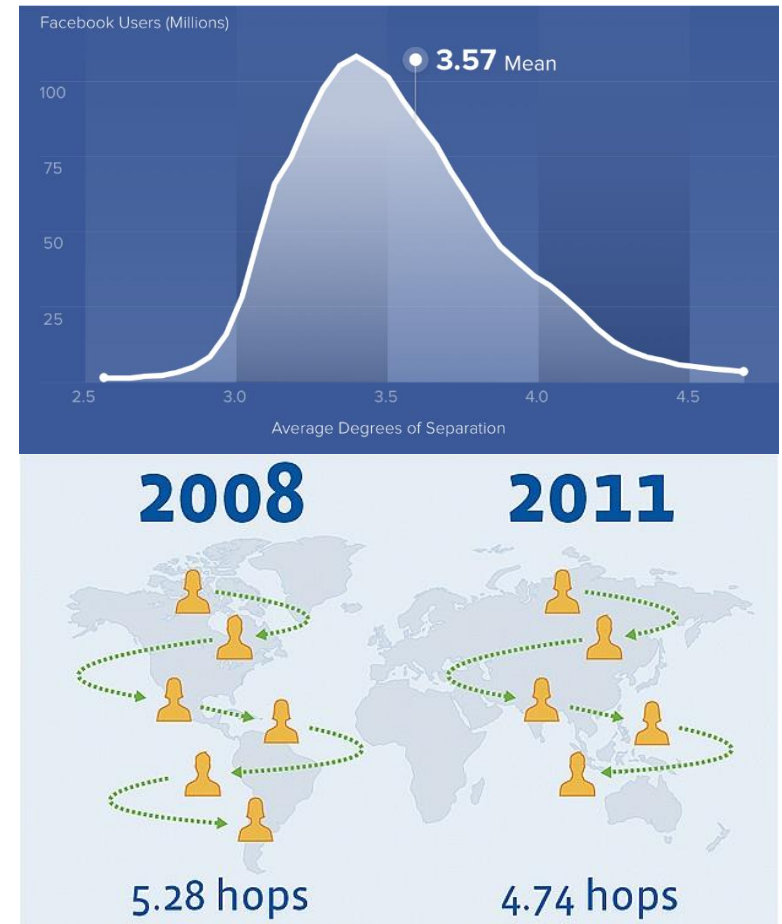 Facebook Users (Millions)
3.57 Mean
100
75
50
25
2.5 3.0 3.5 4.0 4.5
Average Degrees of Separation
2008 2011
5.28 hops 4.74 hops